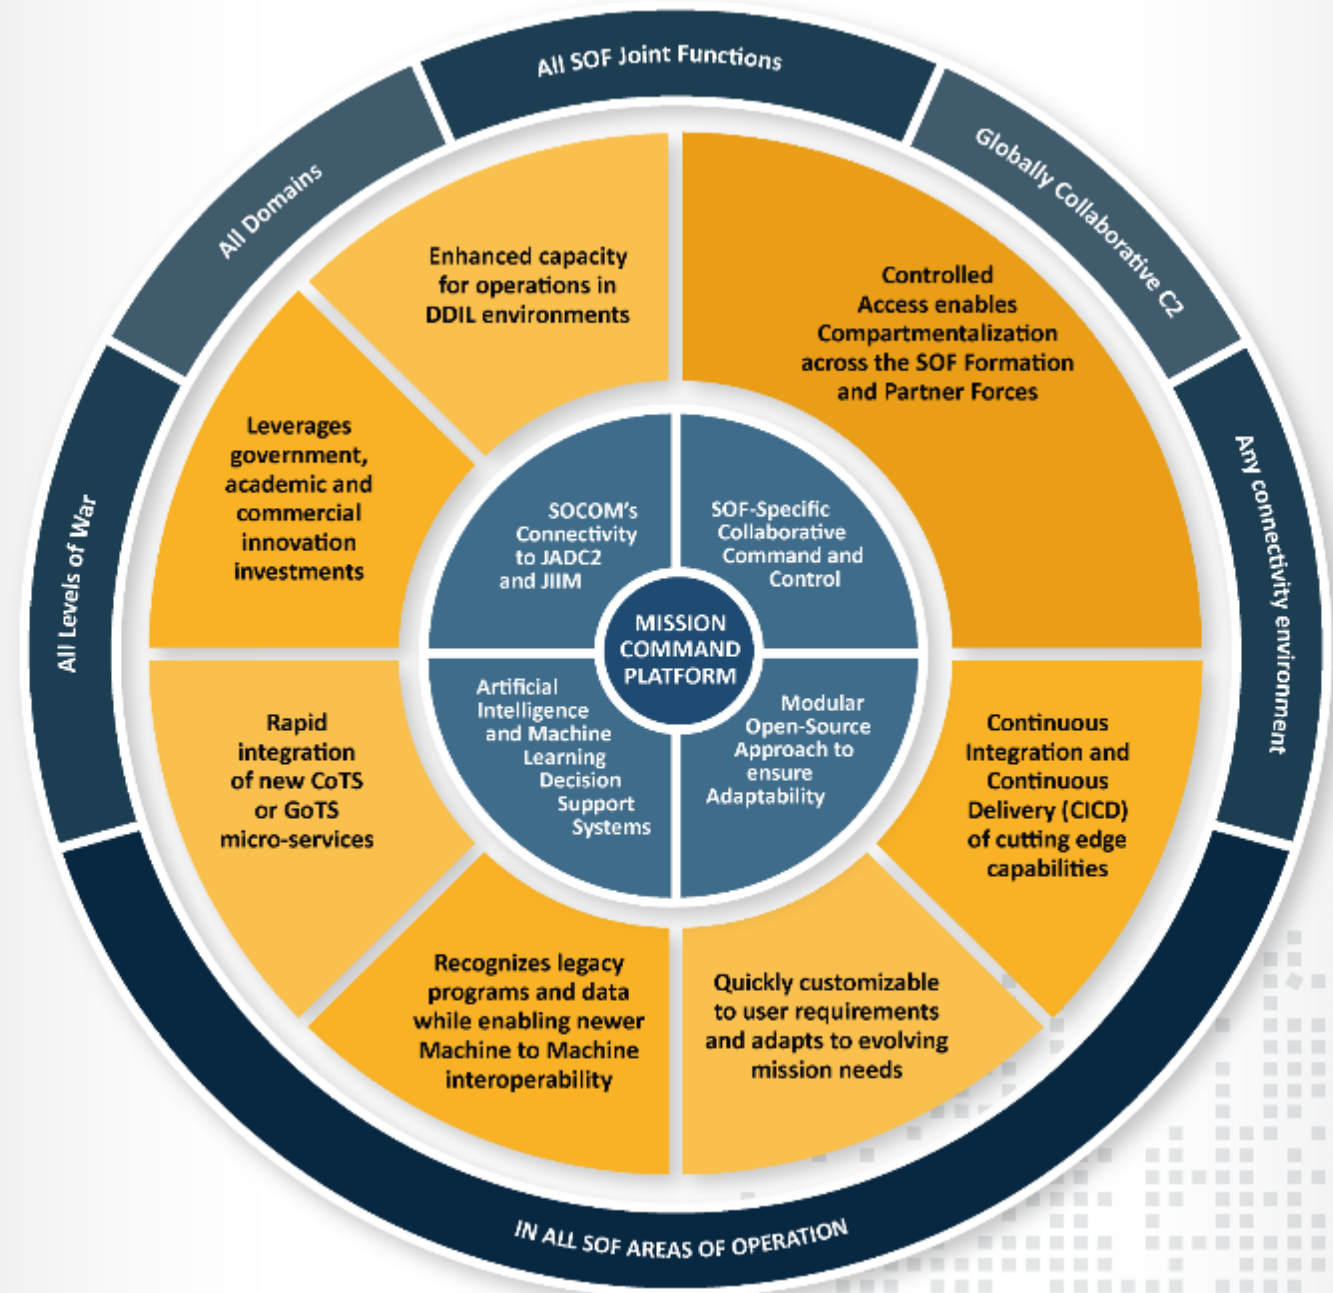 All SOF Joint Functions
Globally Collaborative C2
Any connectivity environment
IN ALL SOF AREAS OF OPERATION
All Levels of War
All Domains
Enhanced capacity
for operations in
DDIL environments
Controlled
Access enables
Compartmentalization
across the SOF Formation
and Partner Forces
Continuous
Integration and
Continuous
Delivery (CICD)
of cutting edge
capabilities
Quickly customizable
to user requirements
and adapts to evolving
mission needs
Recognizes legacy
programs and data
while enabling newer
Machine to Machine
interoperability
Rapid
integration
of new CoTS
or GoTS
micro-services
Leverages
government,
academic and
commercial
innovation
investments
SOCOM's
Connectivity
to JADC2
and JIIM
SOF-Specific
Collaborative
Command and
Control
Modular
Open-Source
Approach to
ensure
Adaptability
Artificial
Intelligence
and Machine
Learning
Decision
Support
Systems
MISSION
COMMAND
PLATFORM